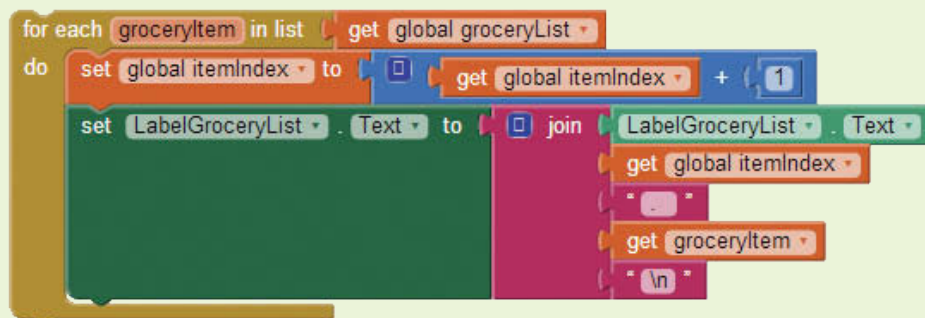 for each groceryItem in list get global groceryList
do set global itemIndex to get global itemIndex + 1
set LabelGroceryList . Text to join LabelGroceryList . Text
get global itemIndex
" . "
get groceryItem
" \n "